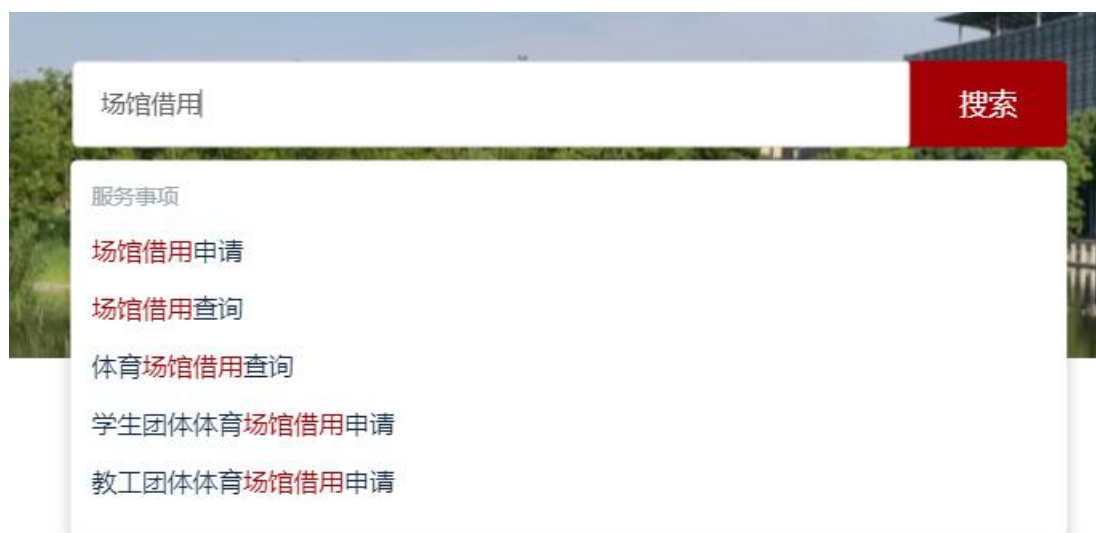 场馆借用
搜索
服务事项
场馆借用申请
场馆借用查询
体育场馆借用查询
学生团体体育场馆借用申请
教工团体体育场馆借用申请